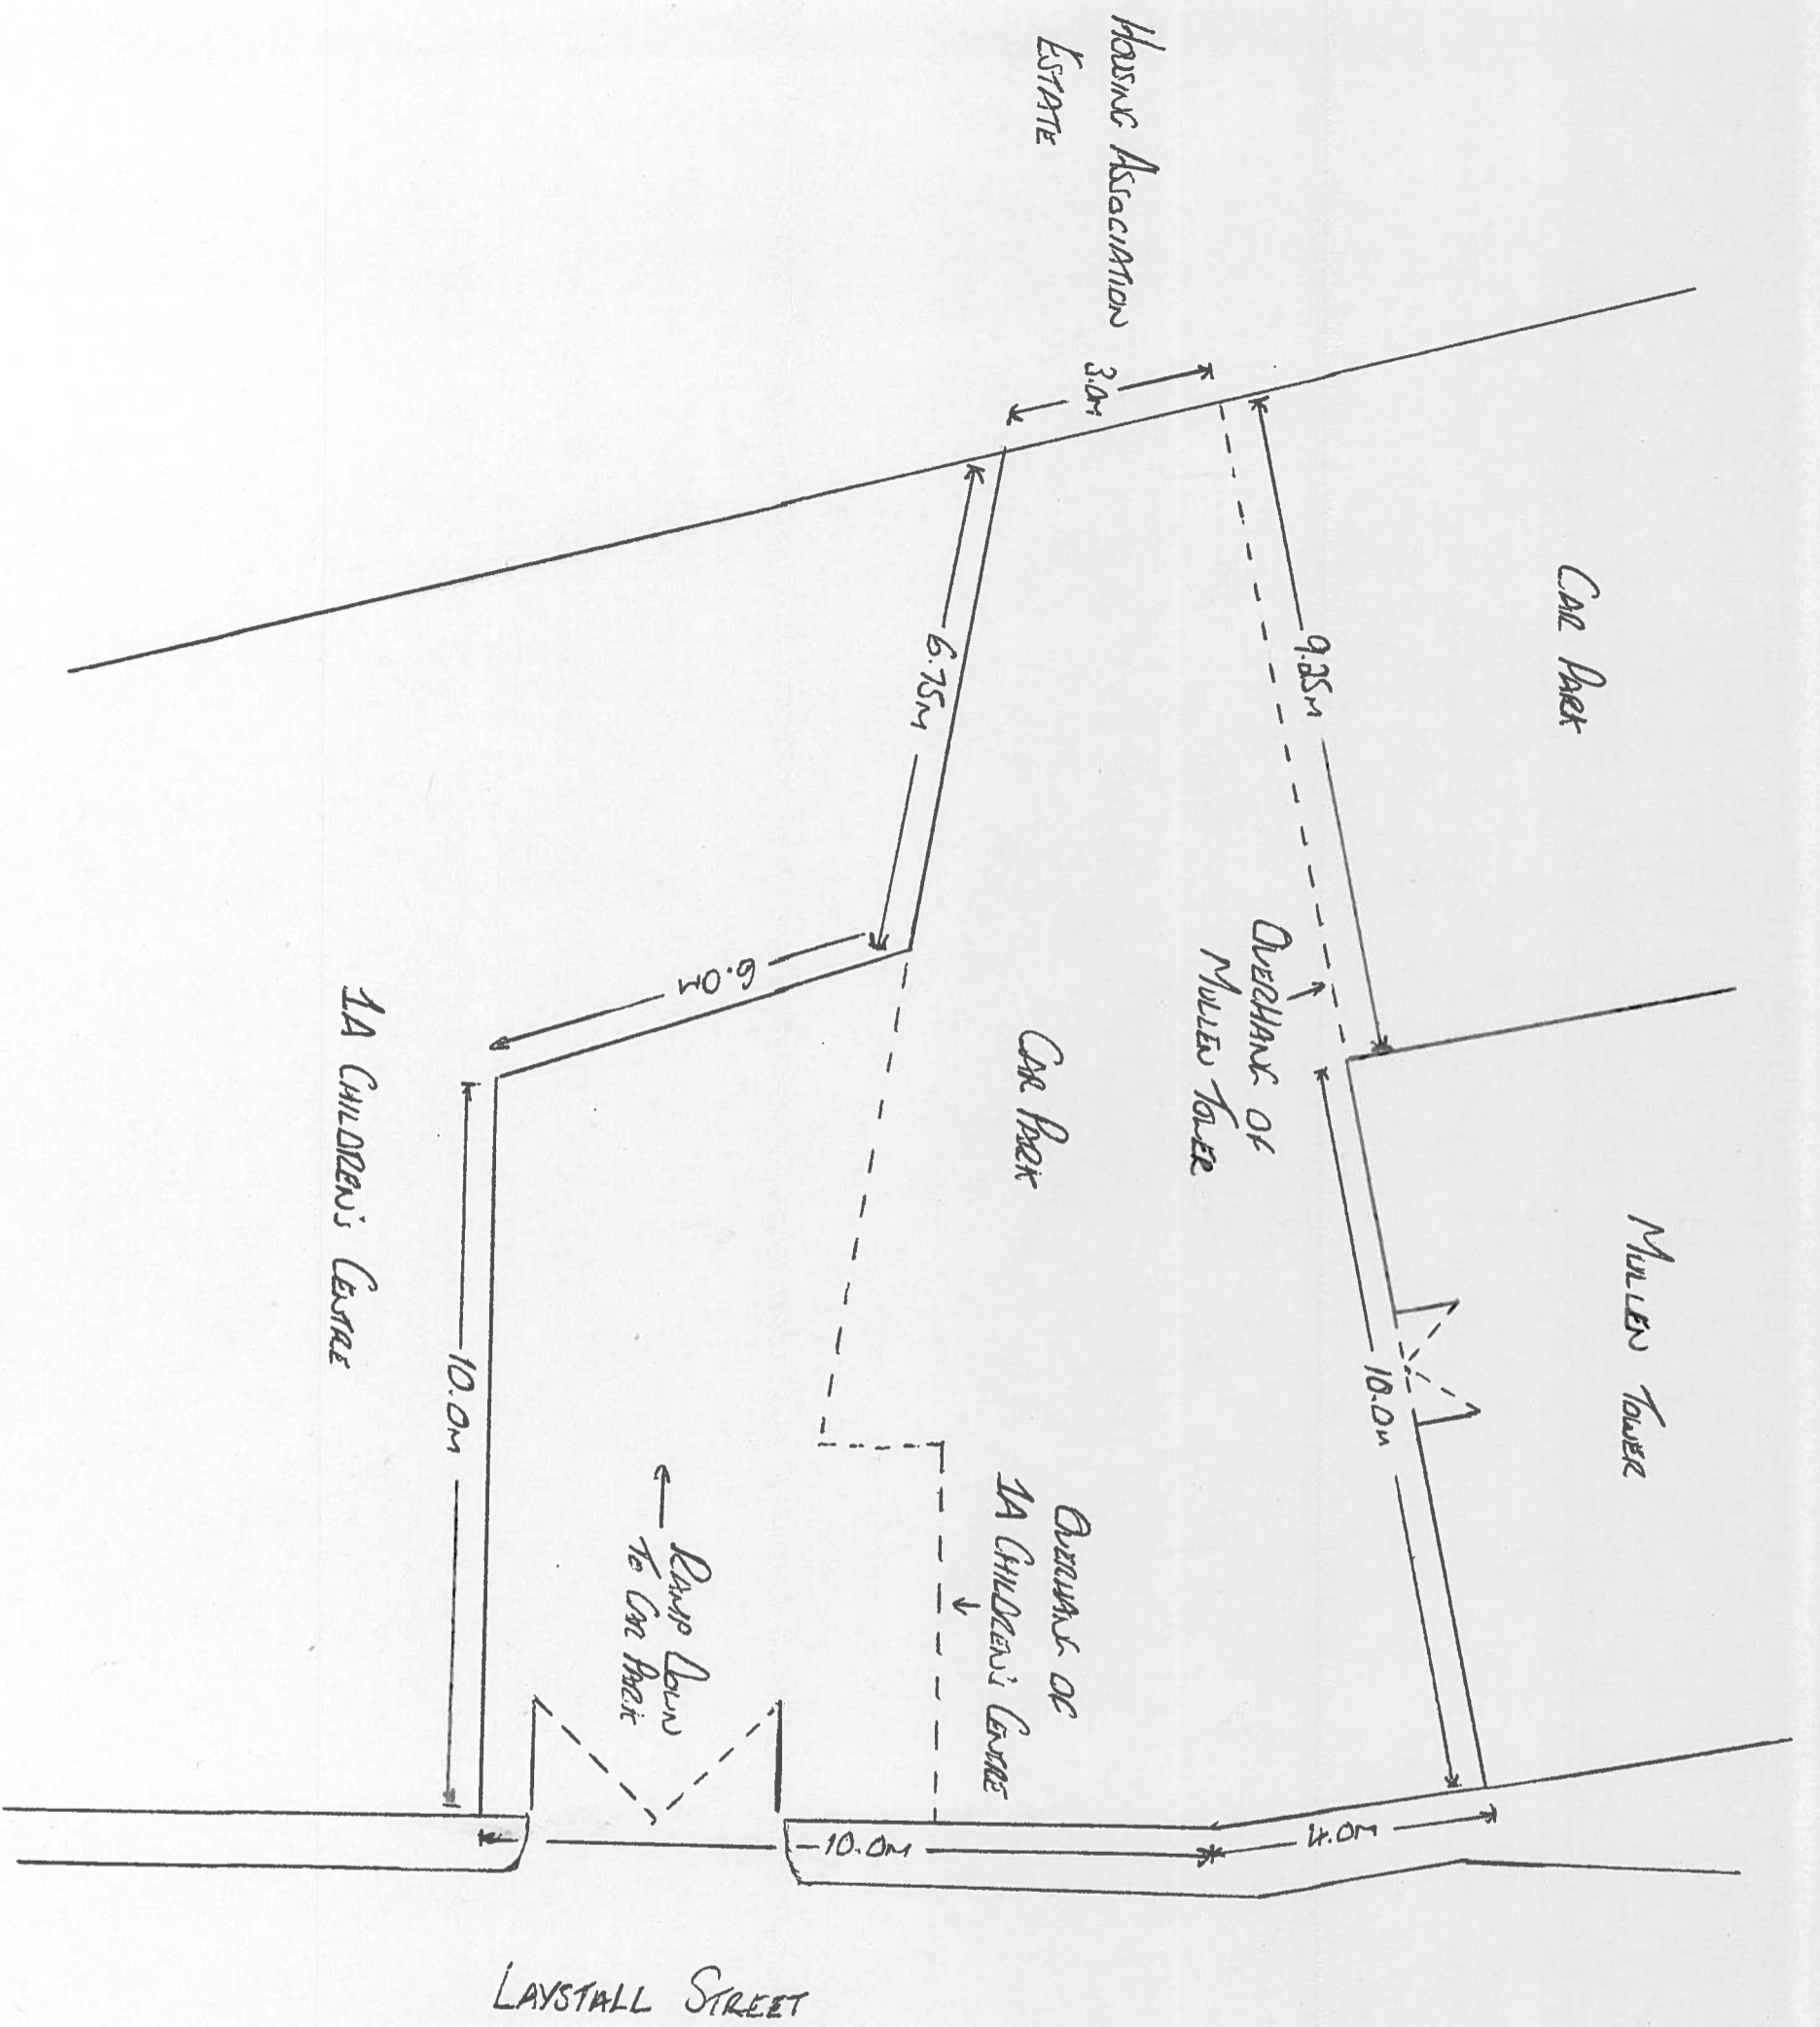 Housing Association
Estate
3.0m
Car Park
9.25m
6.75m
Overhang of
Mullen Tower
Mullen Tower
10.0m
6.0m
Car Park
1A Children's Centre
10.0m
Overhang of
1A Children's Centre
Ramp Down
To Car Park
10.0m
4.0m
Laystall Street